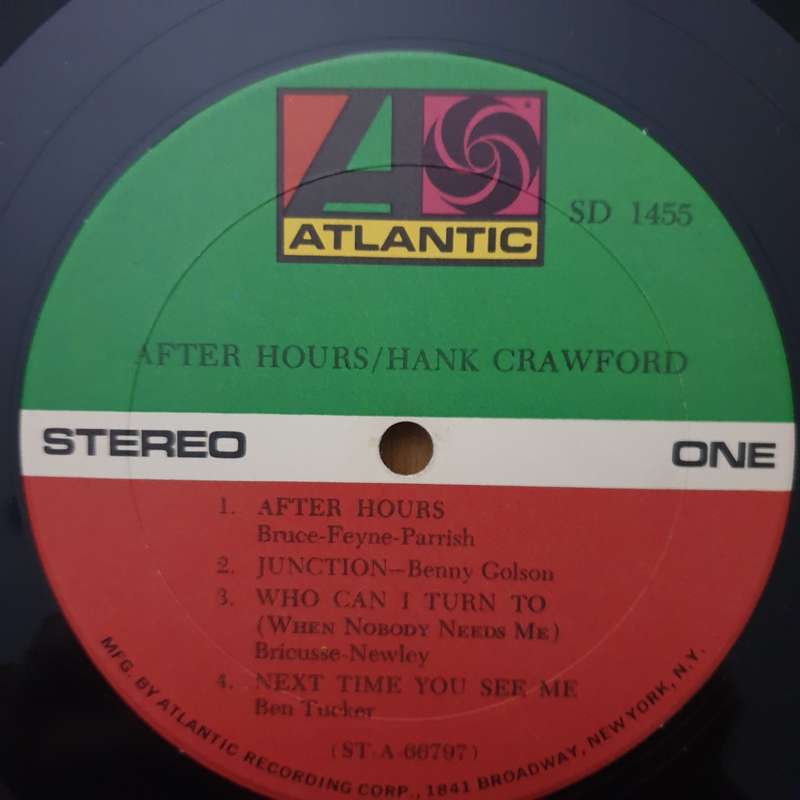 ATLANTIC
SD 1455
AFTER HOURS/HANK CRAWFORD
STEREO
ONE
1. AFTER HOURS
Bruce-Feyne-Parrish
2. JUNCTION—Benny Golson
3. WHO CAN I TURN TO
(WHEN NOBODY NEEDS ME)
Bricusse-Newley
4. NEXT TIME YOU SEE ME
Ben Tucker
(ST-A-66797)
MFG. BY ATLANTIC RECORDING CORP., 1841 BROADWAY, NEW YORK, N.Y.